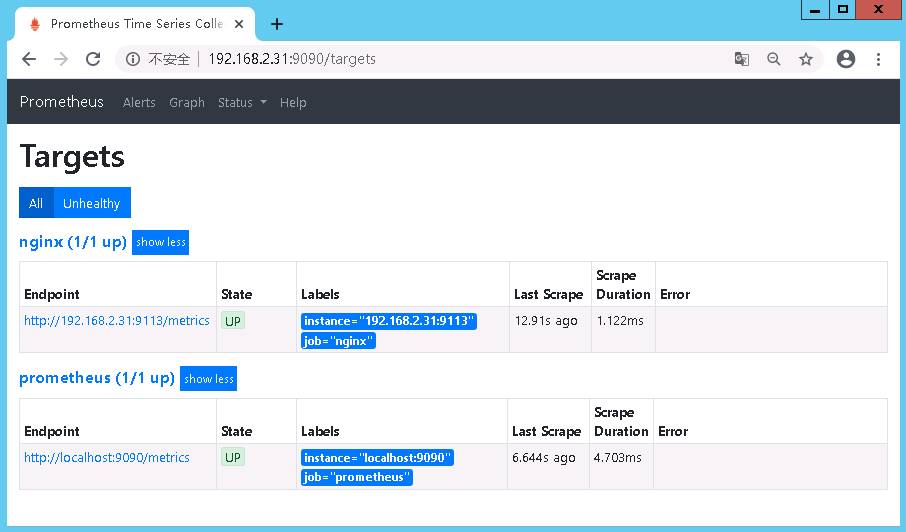 Prometheus Time Series Colle
不安全 | 192.168.2.31:9090/targets
Prometheus Alerts Graph Status Help
Targets
All Unhealthy
nginx (1/1 up) show less
Endpoint State Labels Last Scrape Scrape Duration Error
http://192.168.2.31:9113/metrics UP instance="192.168.2.31:9113" 12.91s ago 1.122ms
job="nginx"
prometheus (1/1 up) show less
Endpoint State Labels Last Scrape Scrape Duration Error
http://localhost:9090/metrics UP instance="localhost:9090" 6.644s ago 4.703ms
job="prometheus"